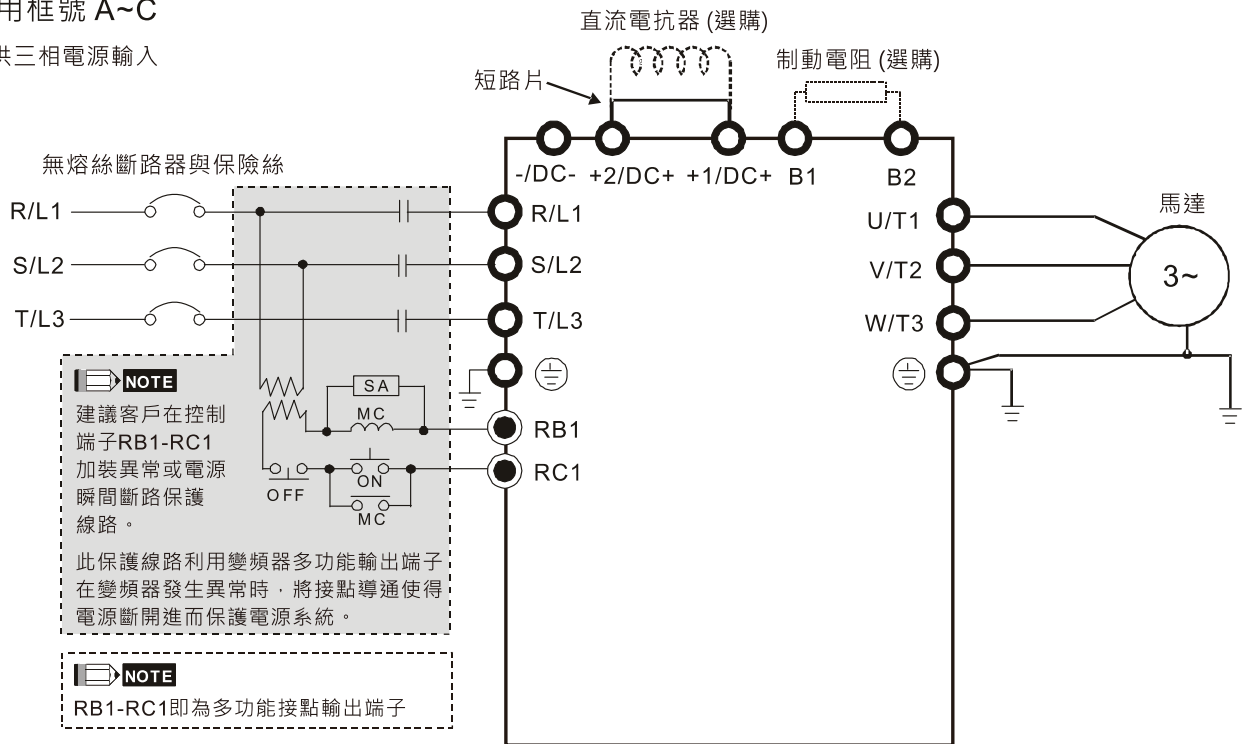 用框號 A~C
供三相電源輸入
直流電抗器 (選購)
制動電阻 (選購)
短路片
-/DC- +2/DC+ +1/DC+ B1 B2
無熔絲斷路器與保險絲
R/L1
S/L2
T/L3
R/L1
S/L2
T/L3
RB1
RC1
U/T1
V/T2
W/T3
馬達
3~
SA
MC
OFF
ON
MC
NOTE
建議客戶在控制
端子RB1-RC1
加裝異常或電源
瞬間斷路保護
線路。
此保護線路利用變頻器多功能輸出端子
在變頻器發生異常時,將接點導通使得
電源斷開進而保護電源系統。
NOTE
RB1-RC1即為多功能接點輸出端子